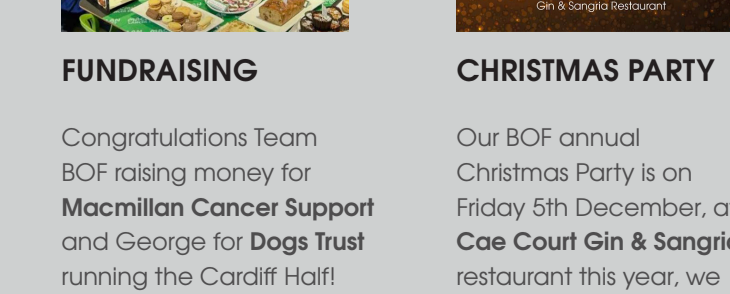 Gin & Sangria Restaurant
FUNDRAISING
Congratulations Team
BOF raising money for
Macmillan Cancer Support
and George for Dogs Trust
running the Cardiff Half!
CHRISTMAS PARTY
Our BOF annual
Christmas Party is on
Friday 5th December,
Cae Court Gin &
restaurant this year, we